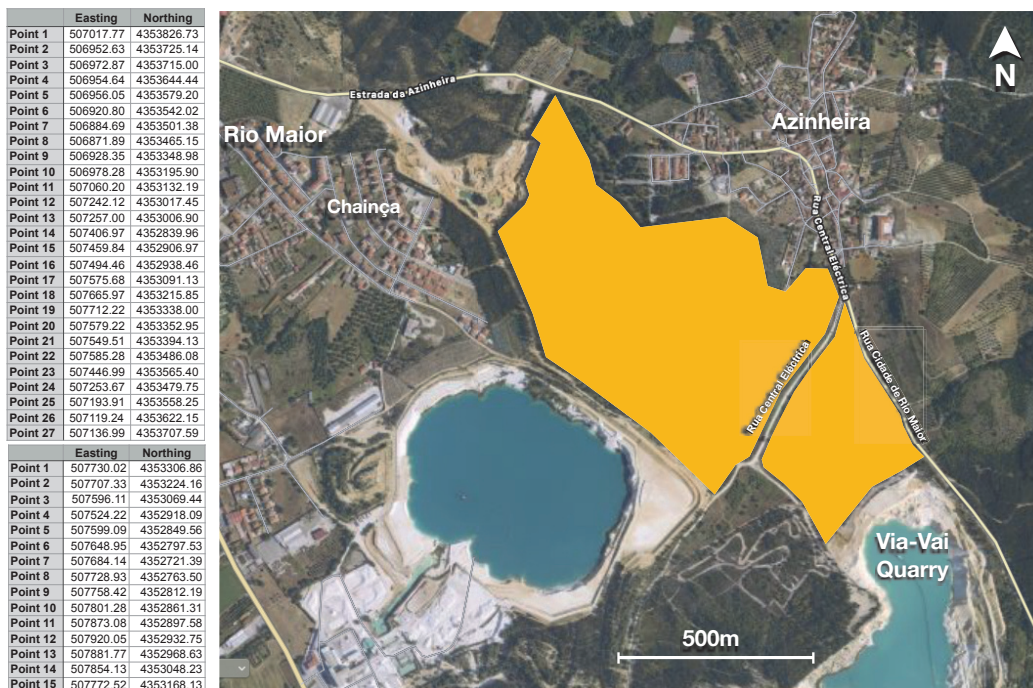 Easting Northing
Point 1 507017.77 4353826.73
Point 2 506952.63 4353725.14
Point 3 506972.87 4353715.00
Point 4 506954.64 4353644.44
Point 5 506956.05 4353579.20
Point 6 506920.80 4353542.02
Point 7 506884.69 4353501.38
Point 8 506871.89 4353465.15
Point 9 506928.35 4353348.98
Point 10 506978.28 4353195.90
Point 11 507060.20 4353132.19
Point 12 507242.12 4353017.45
Point 13 507257.00 4353006.90
Point 14 507406.97 4352839.96
Point 15 507459.84 4352906.97
Point 16 507494.46 4352938.46
Point 17 507575.68 4353091.13
Point 18 507665.97 4353215.85
Point 19 507712.22 4353338.00
Point 20 507579.22 4353352.95
Point 21 507549.51 4353394.13
Point 22 507585.28 4353486.08
Point 23 507446.99 4353565.40
Point 24 507253.67 4353479.75
Point 25 507193.91 4353558.25
Point 26 507119.24 4353622.15
Point 27 507136.99 4353707.59
Easting Northing
Point 1 507730.02 4353306.86
Point 2 507707.33 4353224.16
Point 3 507596.11 4353069.44
Point 4 507524.22 4352918.09
Point 5 507599.09 4352849.56
Point 6 507648.95 4352797.53
Point 7 507684.14 4352721.39
Point 8 507728.93 4352763.50
Point 9 507758.42 4352812.19
Point 10 507801.28 4352861.31
Point 11 507873.08 4352897.58
Point 12 507920.05 4352932.75
Point 13 507881.77 4352968.63
Point 14 507854.13 4353048.23
Point 15 507772.52 4353168.13
N
Estrada da Azinheira
Rio Maior
Azinheira
Chainça
Rua Central Eléctrica
Rua Central Eléctrica
Rua Cidade de Rio Maior
Via-Vai
Quarry
500m